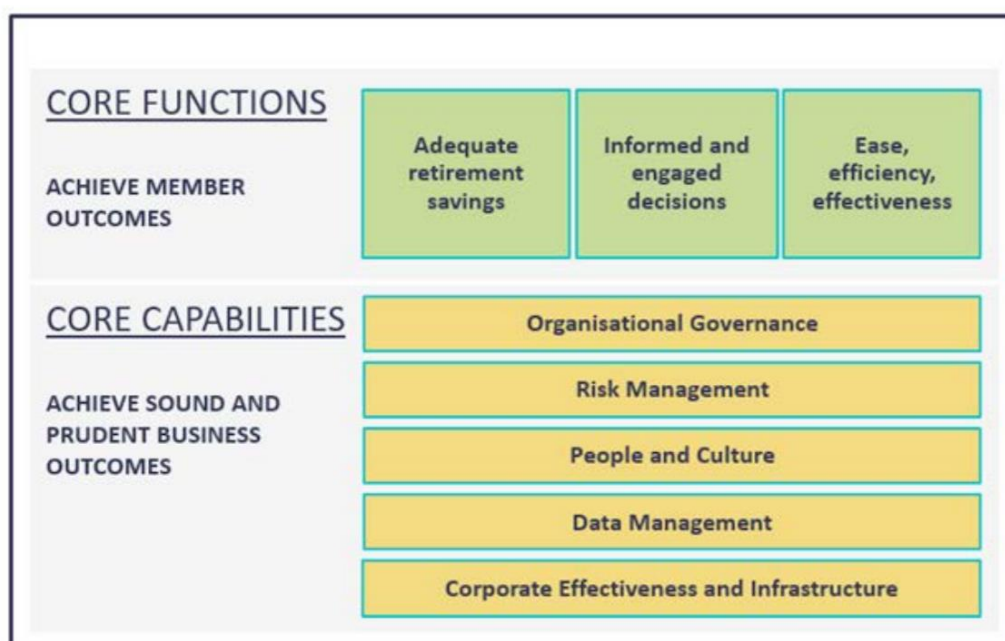 CORE FUNCTIONS
ACHIEVE MEMBER
OUTCOMES
Adequate
retirement
savings
Informed and
engaged
decisions
Ease,
efficiency,
effectiveness
CORE CAPABILITIES
ACHIEVE SOUND AND
PRUDENT BUSINESS
OUTCOMES
Organisational Governance
Risk Management
People and Culture
Data Management
Corporate Effectiveness and Infrastructure